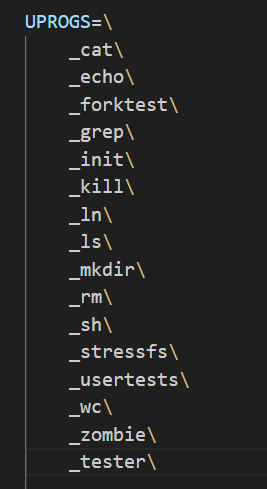 UPROGS=\
_cat\
_echo\
_forktest\
_grep\
_init\
_kill\
_ln\
_ls\
_mkdir\
_rm\
_sh\
_stressfs\
_usertests\
_wc\
_zombie\
_tester\